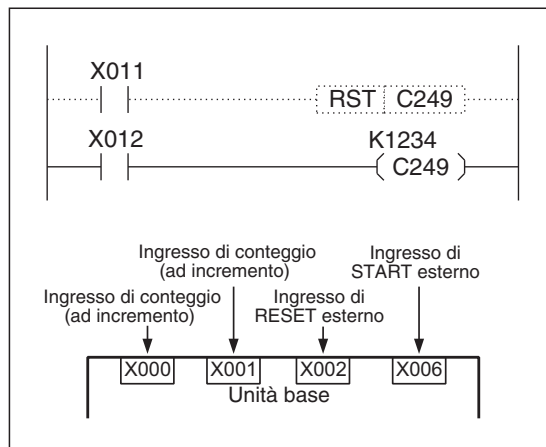 X011
RST C249
X012
K1234
C249
Ingresso di conteggio
(ad incremento)
Ingresso di
START esterno
Ingresso di conteggio
(ad incremento)
Ingresso di
RESET esterno
X000 X001 X002 X006
Unità base